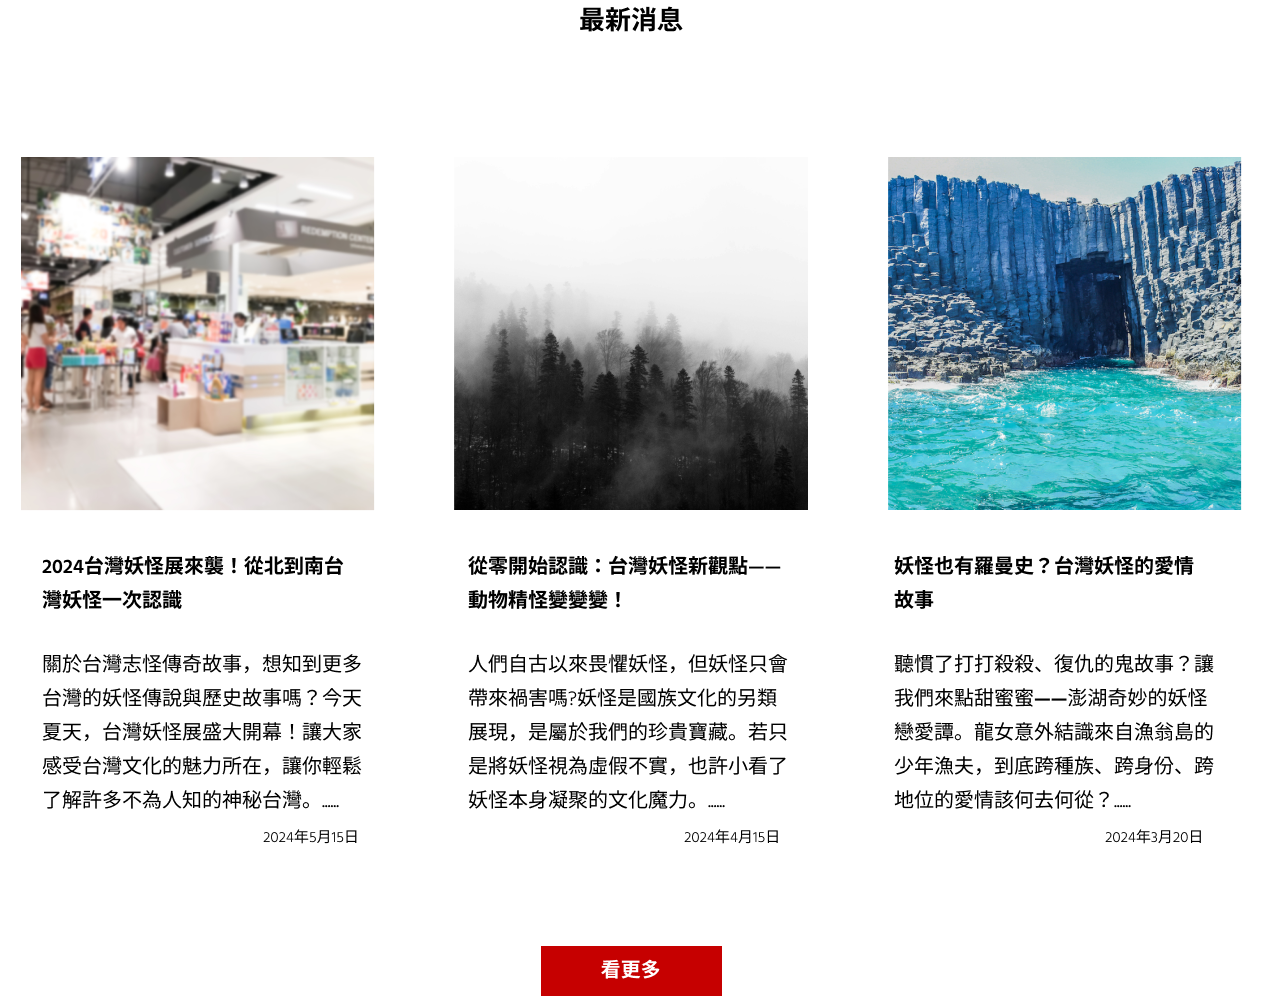 最新消息
REDEMPTION CENTER
2024台灣妖怪展來襲！從北到南台
灣妖怪一次認識
關於台灣志怪傳奇故事，想知到更多
台灣的妖怪傳說與歷史故事嗎？今天
夏天，台灣妖怪展盛大開幕！讓大家
感受台灣文化的魅力所在，讓你輕鬆
了解許多不為人知的神秘台灣。......
2024年5月15日
從零開始認識：台灣妖怪新觀點——
動物精怪變變變！
人們自古以來畏懼妖怪，但妖怪只會
帶來禍害嗎?妖怪是國族文化的另類
展現，是屬於我們的珍貴寶藏。若只
是將妖怪視為虛假不實，也許小看了
妖怪本身凝聚的文化魔力。......
2024年4月15日
妖怪也有羅曼史？台灣妖怪的愛情
故事
聽慣了打打殺殺、復仇的鬼故事？讓
我們來點甜蜜蜜——澎湖奇妙的妖怪
戀愛譚。龍女意外結識來自漁翁島的
少年漁夫，到底跨種族、跨身份、跨
地位的愛情該何去何從？......
2024年3月20日
看更多